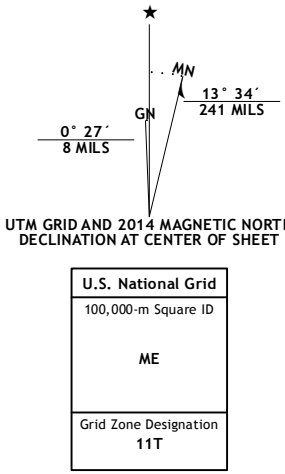 MN
13° 34´
241 MILS
GN
0° 27´
8 MILS
UTM GRID AND 2014 MAGNETIC NORTH
DECLINATION AT CENTER OF SHEET
U.S. National Grid
100,000-m Square ID
ME
Grid Zone Designation
11T